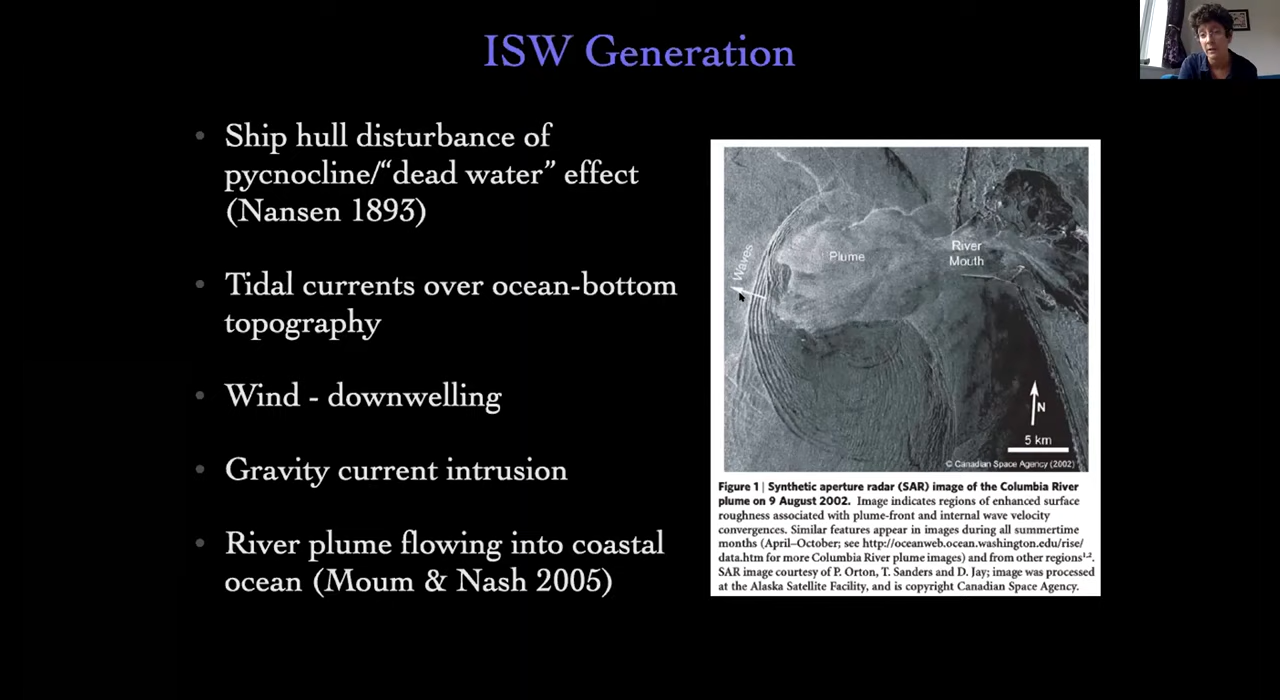 ISW Generation
• Ship hull disturbance of
pycnocline/“dead water” effect
(Nansen 1893)
• Tidal currents over ocean-bottom
topography
• Wind - downwelling
• Gravity current intrusion
• River plume flowing into coastal
ocean (Moum & Nash 2005)
Waves
Plume
River
Mouth
N
5 km
© Canadian Space Agency (2002)
Figure 1 | Synthetic aperture radar (SAR) image of the Columbia River
plume on 9 August 2002. Image indicates regions of enhanced surface
roughness associated with plume-front and internal wave velocity
convergences. Similar features appear in images during all summertime
months (April–October; see http://oceanweb.ocean.washington.edu/rise/
data.htm for more Columbia River plume images) and from other regions¹,².
SAR image courtesy of P. Orton, T. Sanders and D. Jay; image was processed
at the Alaska Satellite Facility, and is copyright Canadian Space Agency.